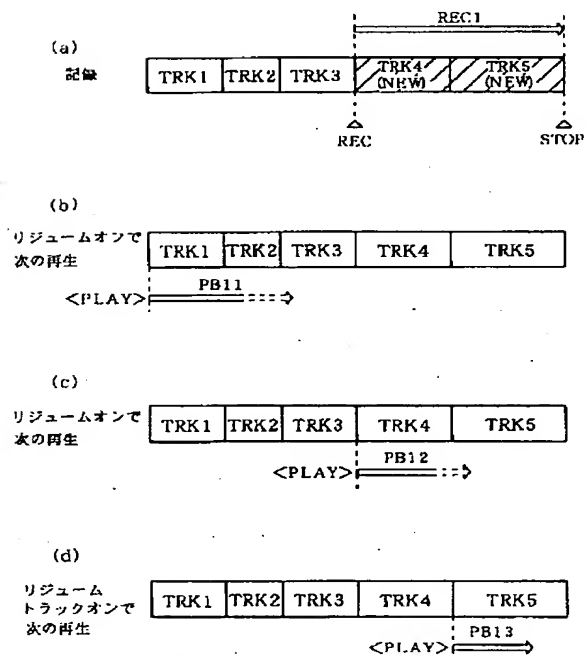 REC1
(a)
記録
TRK1 TRK2 TRK3 TRK4 (NEW) TRK5 (NEW)
REC STOP
(b)
リジュームオンで
次の再生
TRK1 TRK2 TRK3 TRK4 TRK5
<PLAY> PB11
(c)
リジュームオンで
次の再生
TRK1 TRK2 TRK3 TRK4 TRK5
<PLAY> PB12
(d)
リジューム
トラックオンで
次の再生
TRK1 TRK2 TRK3 TRK4 TRK5
<PLAY> PB13